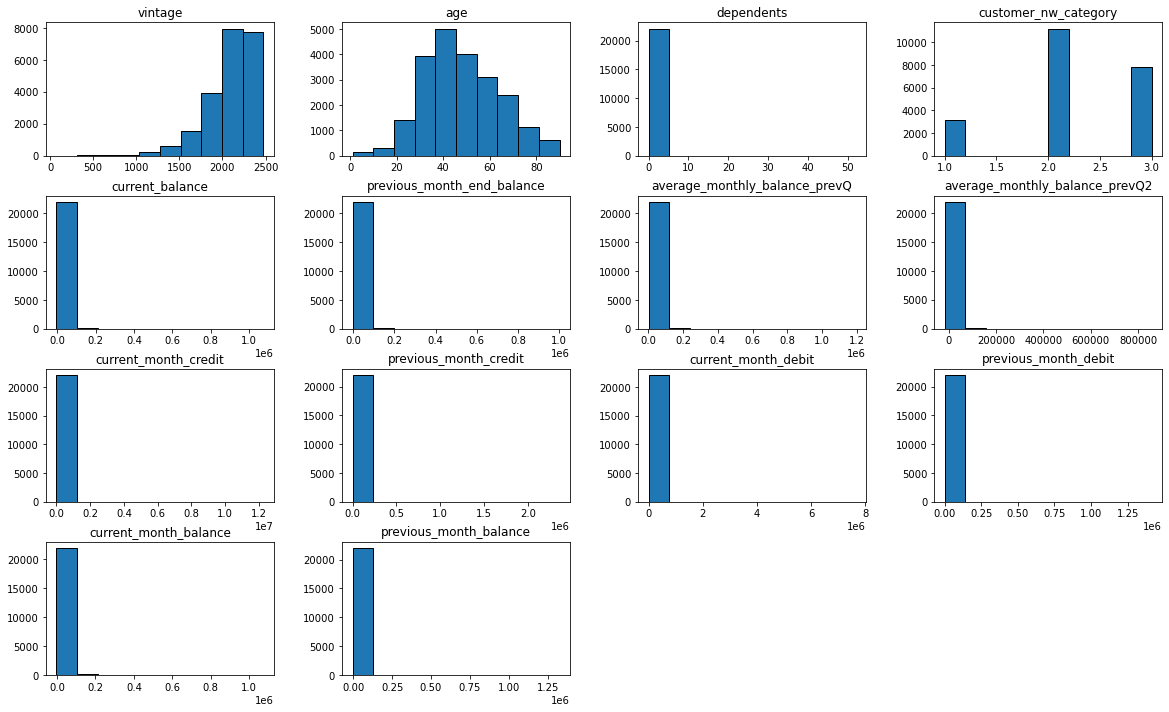 vintage
8000
6000
4000
2000
0
0 500 1000 1500 2000 2500
age
5000
4000
3000
2000
1000
0
0 20 40 60 80
dependents
20000
15000
10000
5000
0
0 10 20 30 40 50
customer_nw_category
10000
8000
6000
4000
2000
0
1.0 1.5 2.0 2.5 3.0
current_balance
20000
15000
10000
5000
0
0.0 0.2 0.4 0.6 0.8 1.0
1e6
previous_month_end_balance
20000
15000
10000
5000
0
0.0 0.2 0.4 0.6 0.8 1.0
1e6
average_monthly_balance_prevQ
20000
15000
10000
5000
0
0.0 0.2 0.4 0.6 0.8 1.0 1.2
1e6
average_monthly_balance_prevQ2
20000
15000
10000
5000
0
0 200000 400000 600000 800000
current_month_credit
20000
15000
10000
5000
0
0.0 0.2 0.4 0.6 0.8 1.0 1.2
1e7
previous_month_credit
20000
15000
10000
5000
0
0.0 0.5 1.0 1.5 2.0
1e6
current_month_debit
20000
15000
10000
5000
0
0 2 4 6 8
1e6
previous_month_debit
20000
15000
10000
5000
0
0.00 0.25 0.50 0.75 1.00 1.25
1e6
current_month_balance
20000
15000
10000
5000
0
0.0 0.2 0.4 0.6 0.8 1.0
1e6
previous_month_balance
20000
15000
10000
5000
0
0.00 0.25 0.50 0.75 1.00 1.25
1e6